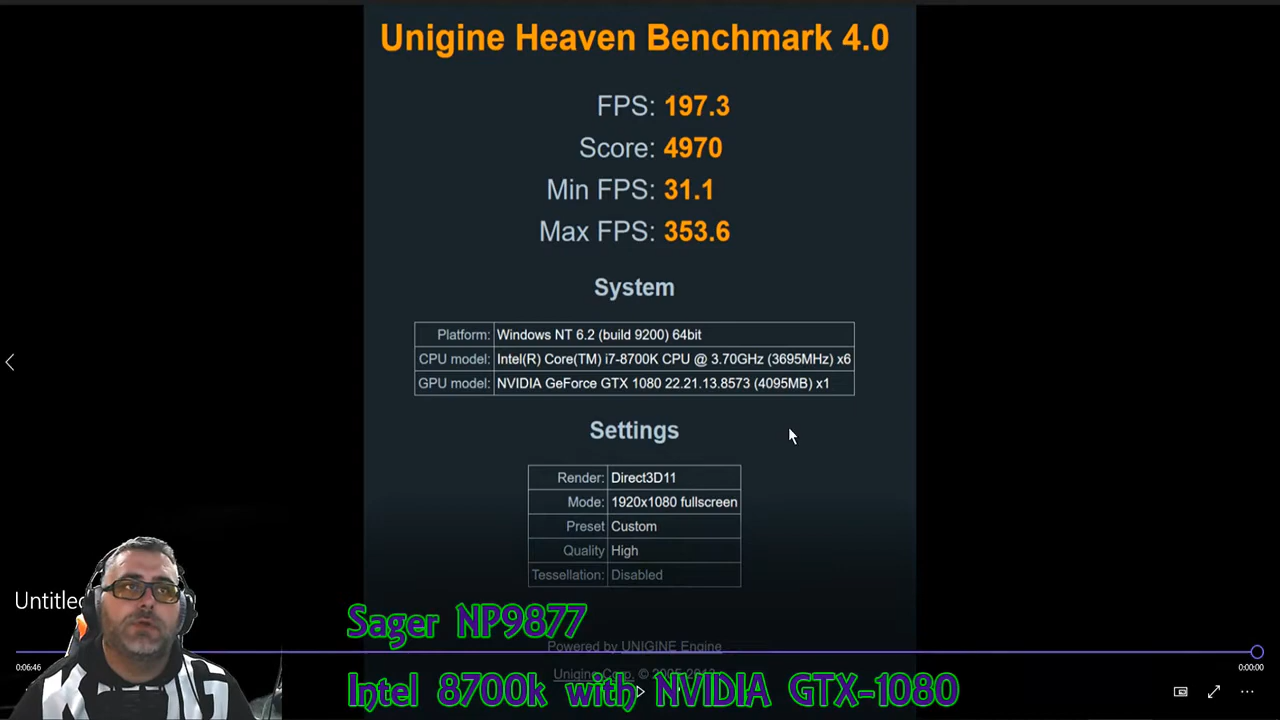 Unigine Heaven Benchmark 4.0
FPS: 197.3
Score: 4970
Min FPS: 31.1
Max FPS: 353.6
System
Platform: Windows NT 6.2 (build 9200) 64bit
CPU model: Intel(R) Core(TM) i7-8700K CPU @ 3.70GHz (3695MHz) x6
GPU model: NVIDIA GeForce GTX 1080 22.21.13.8573 (4095MB) x1
Settings
Render: Direct3D11
Mode: 1920x1080 fullscreen
Preset Custom
Quality High
Tessellation: Disabled
Untitled
Sager NP9877
Powered by UNIGINE Engine
0:06:46
0:00:00
Unigine Corp. © 2005-2013
Intel 8700k with NVIDIA GTX-1080